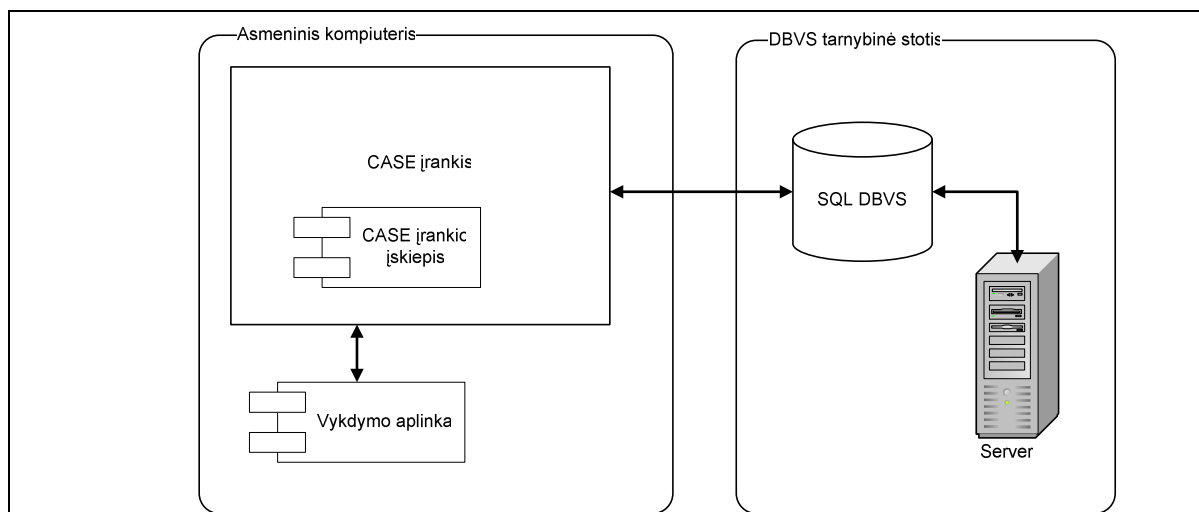 Asmeninis kompiuteris
DBVS tarnybinė stotis
CASE įrankis
SQL DBVS
CASE įrankio
įskiepis
Vykdymo aplinka
Server